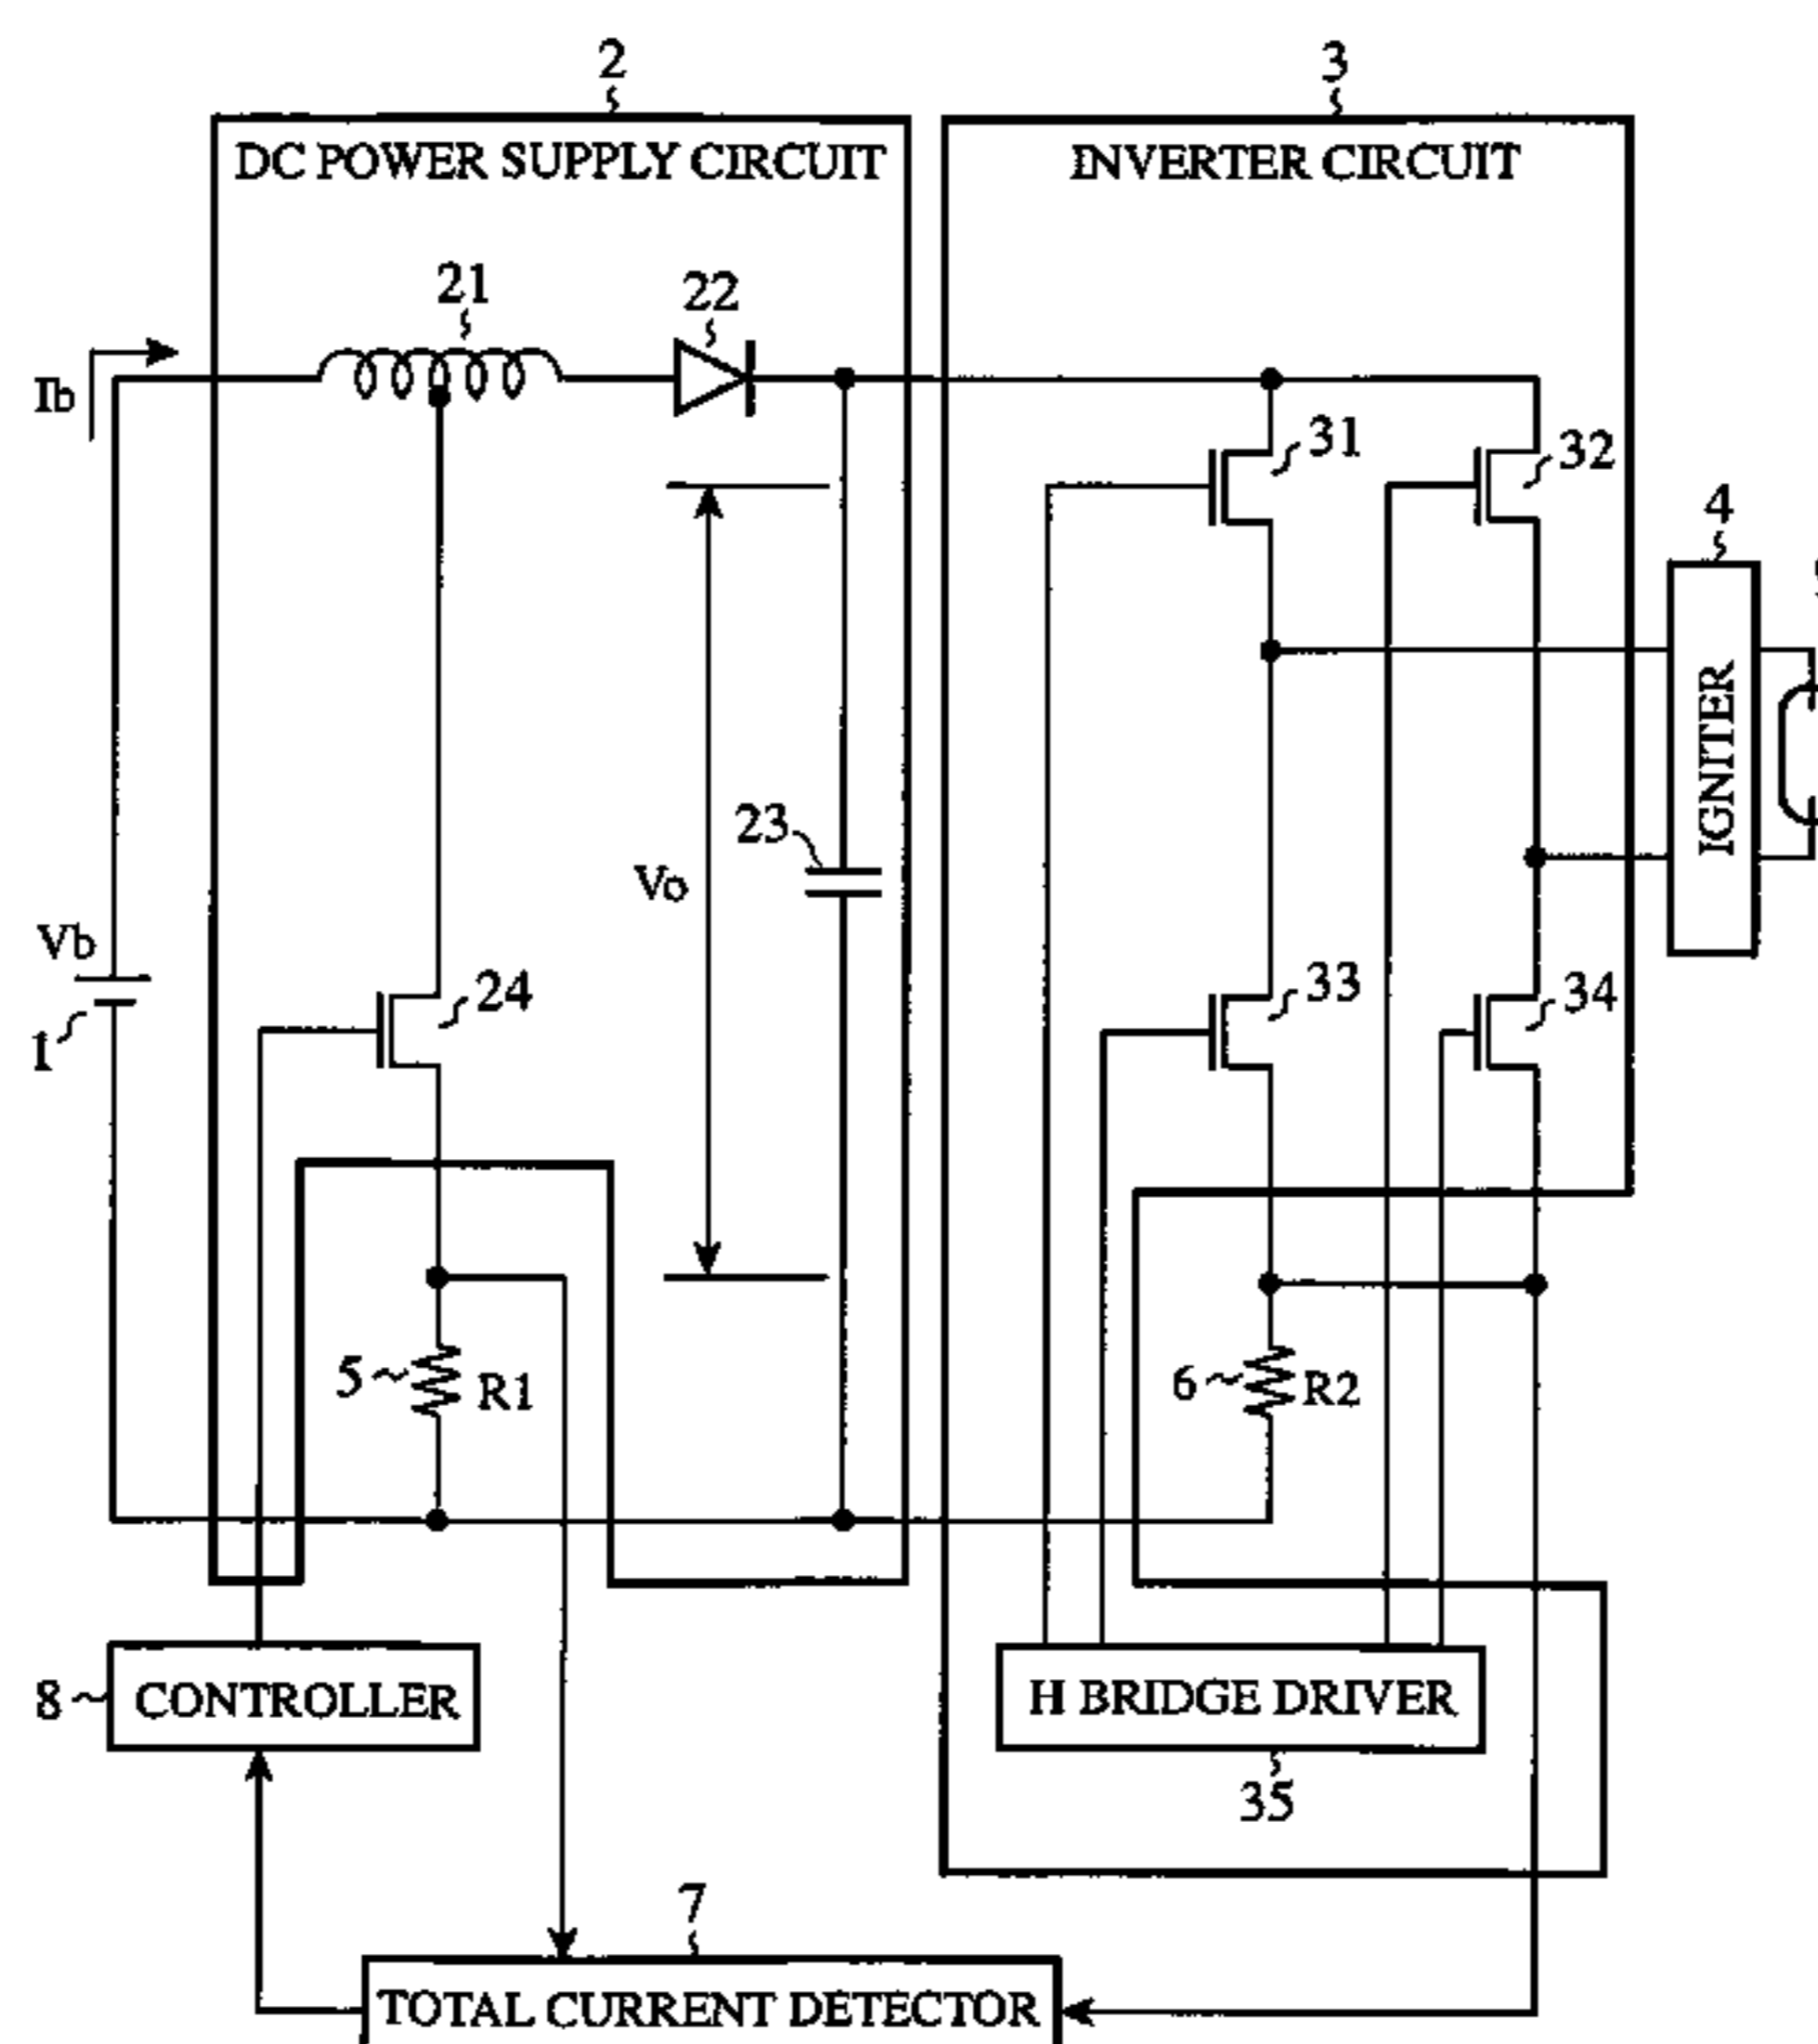 2
3
DC POWER SUPPLY CIRCUIT
INVERTER CIRCUIT
21
22
Ib
31
32
4
IGNITER
23
Vo
Vb
1
24
33
34
5
R1
6
R2
8
CONTROLLER
H BRIDGE DRIVER
35
7
TOTAL CURRENT DETECTOR